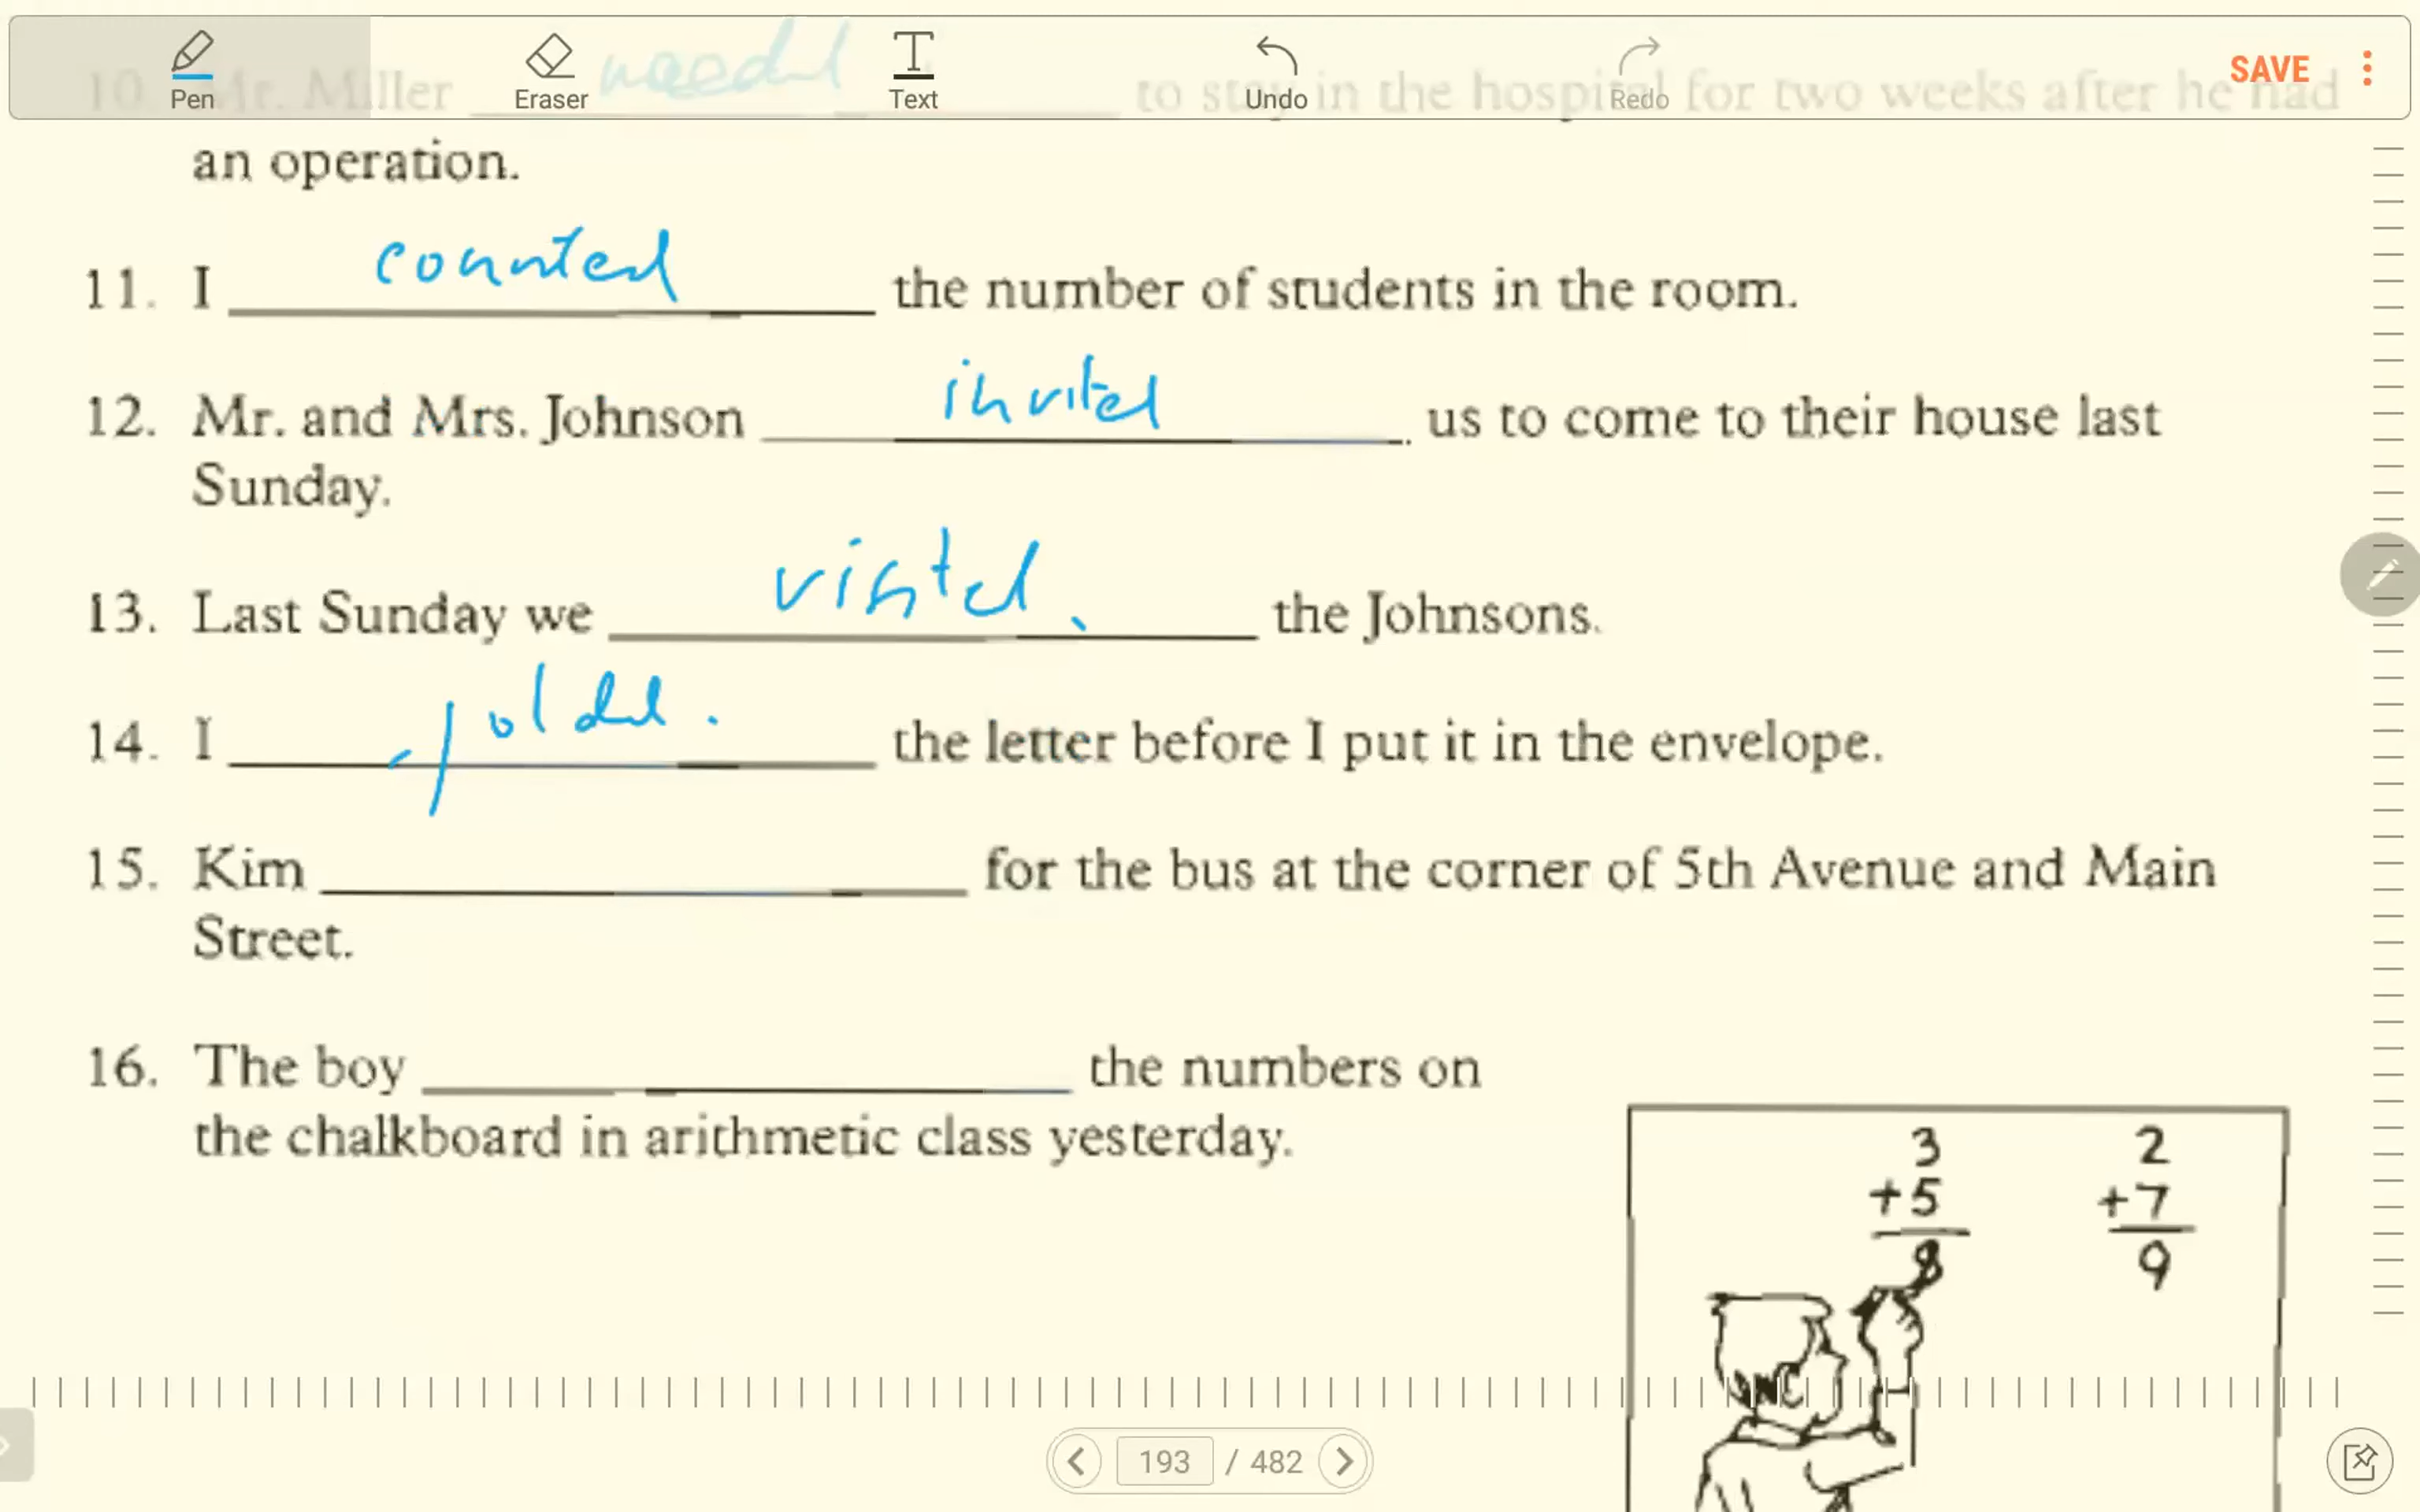 Pen Eraser Text Undo Redo SAVE
10. Mr. Miller ____________ to stay in the hospital for two weeks after he had
an operation.
11. I counted the number of students in the room.
12. Mr. and Mrs. Johnson invited us to come to their house last
Sunday.
13. Last Sunday we visited the Johnsons.
14. I folded the letter before I put it in the envelope.
15. Kim ____________ for the bus at the corner of 5th Avenue and Main
Street.
16. The boy ____________ the numbers on
the chalkboard in arithmetic class yesterday.
3 2
+5 +7
8 9
193 / 482